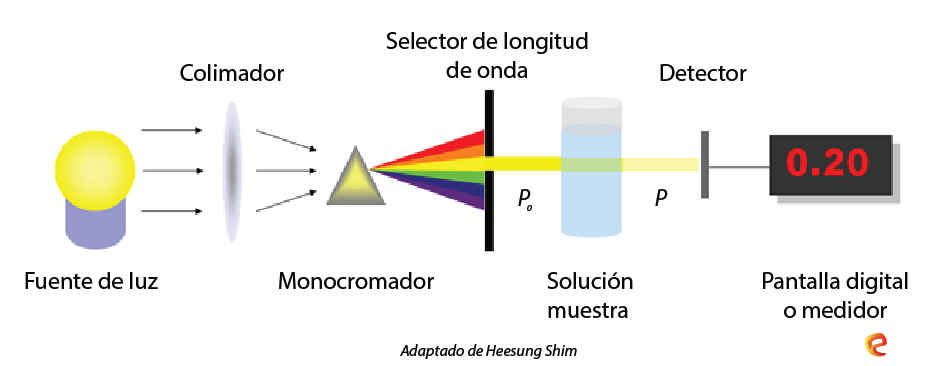 Selector de longitud
de onda
Colimador
Detector
0.20
P₀
P
Fuente de luz
Monocromador
Solución
muestra
Pantalla digital
o medidor
Adaptado de Heesung Shim